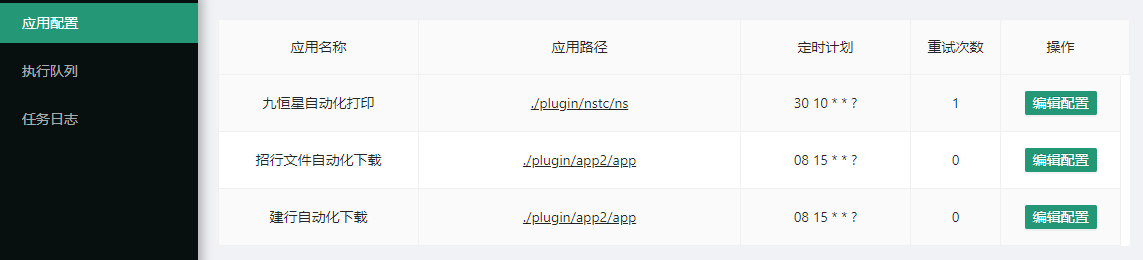 应用配置
执行队列
任务日志
应用名称 应用路径 定时计划 重试次数 操作
九恒星自动化打印 ./plugin/nstc/ns 30 10 * * ? 1 编辑配置
招行文件自动化下载 ./plugin/app2/app 08 15 * * ? 0 编辑配置
建行自动化下载 ./plugin/app2/app 08 15 * * ? 0 编辑配置